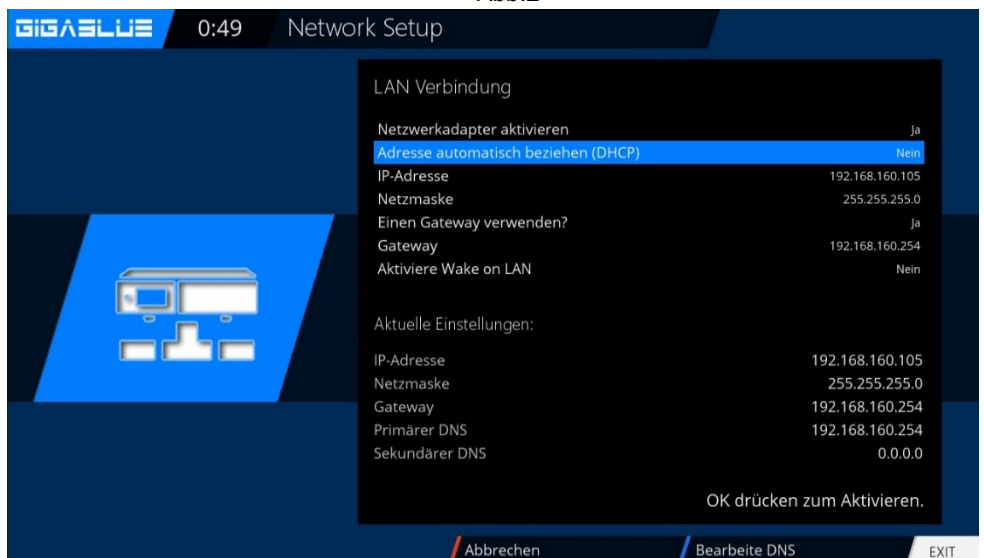 GIGABLUE 0:49 Network Setup
LAN Verbindung
Netzwerkadapter aktivieren Ja
Adresse automatisch beziehen (DHCP) Nein
IP-Adresse 192.168.160.105
Netzmaske 255.255.255.0
Einen Gateway verwenden? Ja
Gateway 192.168.160.254
Aktiviere Wake on LAN Nein
Aktuelle Einstellungen:
IP-Adresse 192.168.160.105
Netzmaske 255.255.255.0
Gateway 192.168.160.254
Primärer DNS 192.168.160.254
Sekundärer DNS 0.0.0.0
OK drücken zum Aktivieren.
Abbrechen Bearbeite DNS EXIT